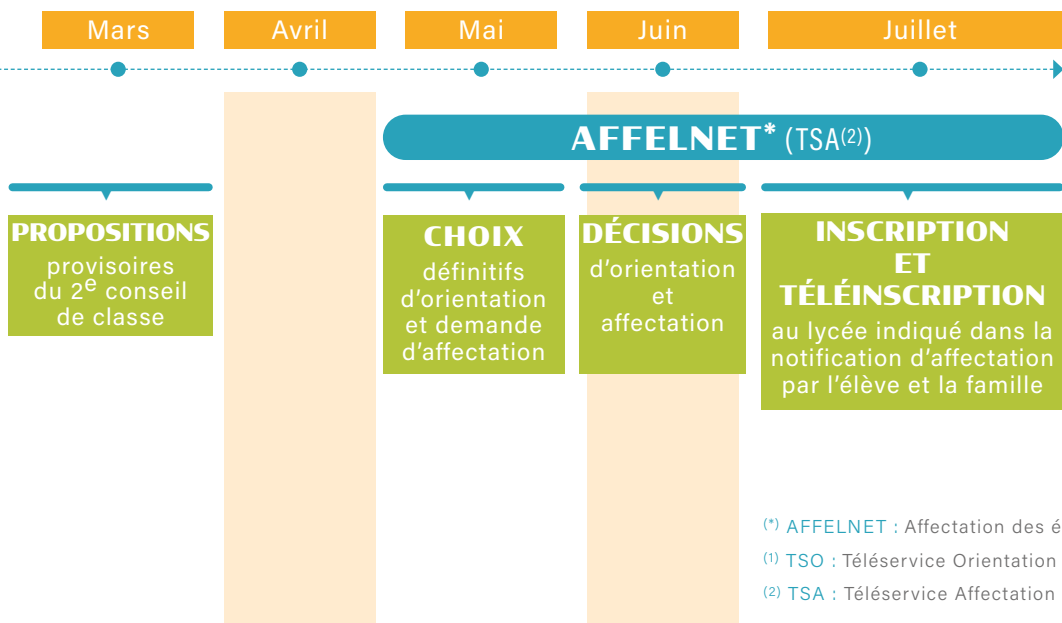 Mars
Avril
Mai
Juin
Juillet
AFFELNET* (TSA(2))
PROPOSITIONS
provisoires
du 2e conseil
de classe
CHOIX
définitifs
d'orientation
et demande
d'affectation
DÉCISIONS
d'orientation
et
affectation
INSCRIPTION
ET
TÉLÉINSCRIPTION
au lycée indiqué dans la
notification d'affectation
par l'élève et la famille
(*) AFFELNET : Affectation des é
(1) TSO : Téléservice Orientation
(2) TSA : Téléservice Affectation